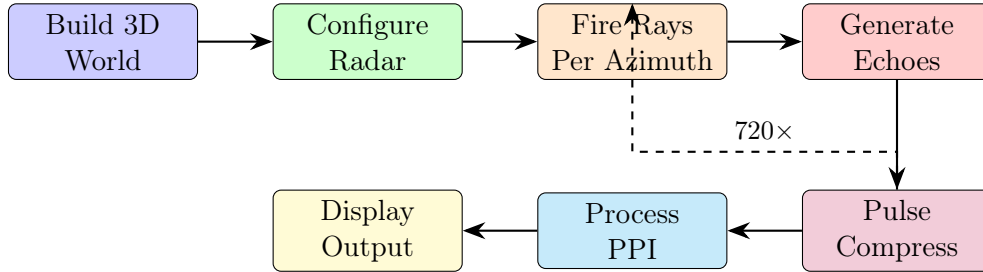 Build 3D
World
Configure
Radar
Fire Rays
Per Azimuth
Generate
Echoes
720×
Display
Output
Process
PPI
Pulse
Compress